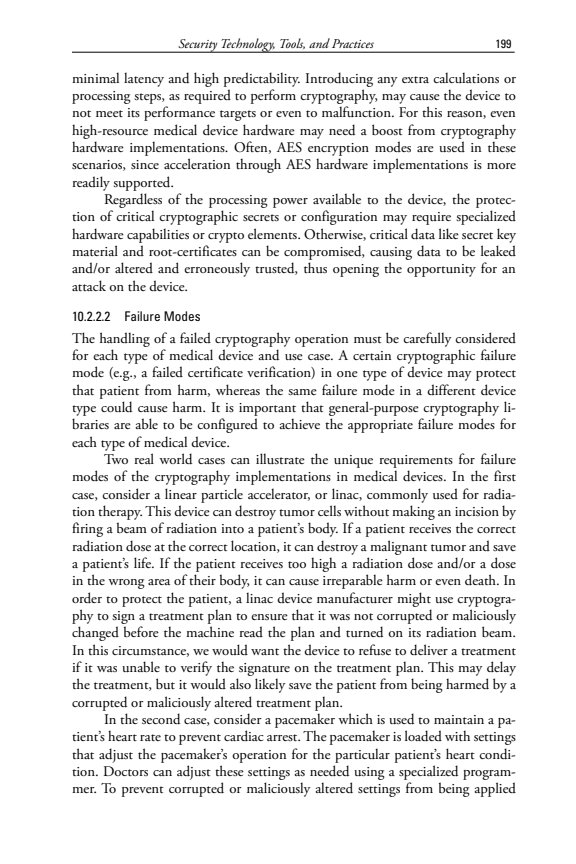 Security Technology, Tools, and Practices 199
minimal latency and high predictability. Introducing any extra calculations or
processing steps, as required to perform cryptography, may cause the device to
not meet its performance targets or even to malfunction. For this reason, even
high-resource medical device hardware may need a boost from cryptography
hardware implementations. Often, AES encryption modes are used in these
scenarios, since acceleration through AES hardware implementations is more
readily supported.
Regardless of the processing power available to the device, the protec-
tion of critical cryptographic secrets or configuration may require specialized
hardware capabilities or crypto elements. Otherwise, critical data like secret key
material and root-certificates can be compromised, causing data to be leaked
and/or altered and erroneously trusted, thus opening the opportunity for an
attack on the device.
10.2.2.2 Failure Modes
The handling of a failed cryptography operation must be carefully considered
for each type of medical device and use case. A certain cryptographic failure
mode (e.g., a failed certificate verification) in one type of device may protect
that patient from harm, whereas the same failure mode in a different device
type could cause harm. It is important that general-purpose cryptography li-
braries are able to be configured to achieve the appropriate failure modes for
each type of medical device.
Two real world cases can illustrate the unique requirements for failure
modes of the cryptography implementations in medical devices. In the first
case, consider a linear particle accelerator, or linac, commonly used for radia-
tion therapy. This device can destroy tumor cells without making an incision by
firing a beam of radiation into a patient's body. If a patient receives the correct
radiation dose at the correct location, it can destroy a malignant tumor and save
a patient's life. If the patient receives too high a radiation dose and/or a dose
in the wrong area of their body, it can cause irreparable harm or even death. In
order to protect the patient, a linac device manufacturer might use cryptogra-
phy to sign a treatment plan to ensure that it was not corrupted or maliciously
changed before the machine read the plan and turned on its radiation beam.
In this circumstance, we would want the device to refuse to deliver a treatment
if it was unable to verify the signature on the treatment plan. This may delay
the treatment, but it would also likely save the patient from being harmed by a
corrupted or maliciously altered treatment plan.
In the second case, consider a pacemaker which is used to maintain a pa-
tient's heart rate to prevent cardiac arrest. The pacemaker is loaded with settings
that adjust the pacemaker's operation for the particular patient's heart condi-
tion. Doctors can adjust these settings as needed using a specialized program-
mer. To prevent corrupted or maliciously altered settings from being applied